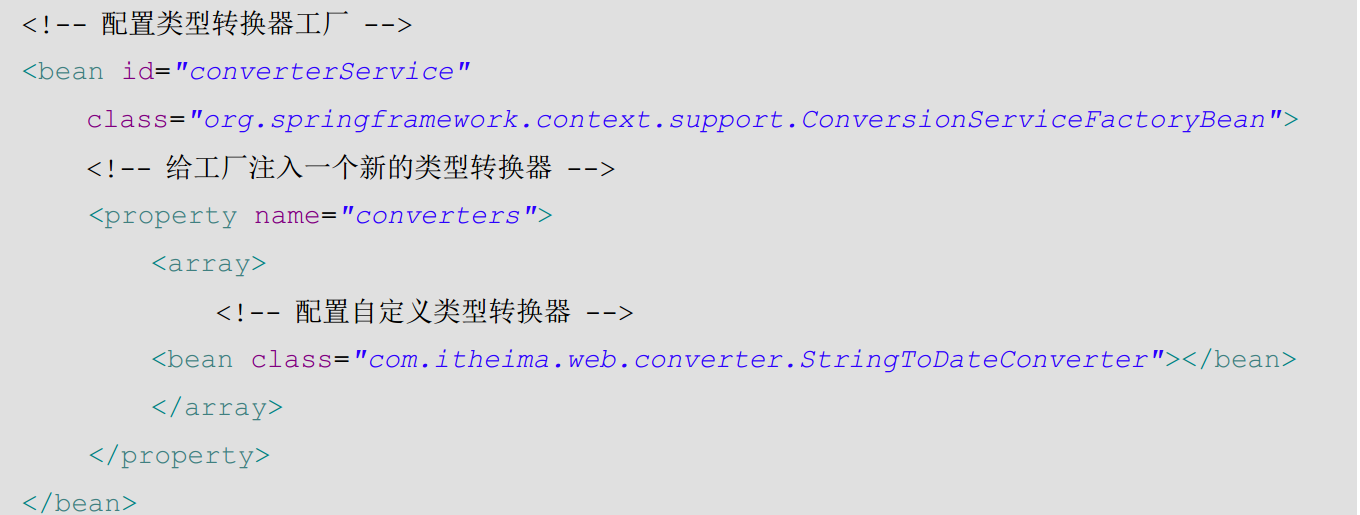 <!-- 配置类型转换器工厂 -->
<bean id="converterService"
class="org.springframework.context.support.ConversionServiceFactoryBean">
<!-- 给工厂注入一个新的类型转换器 -->
<property name="converters">
<array>
<!-- 配置自定义类型转换器 -->
<bean class="com.itheima.web.converter.StringToDateConverter"></bean>
</array>
</property>
</bean>